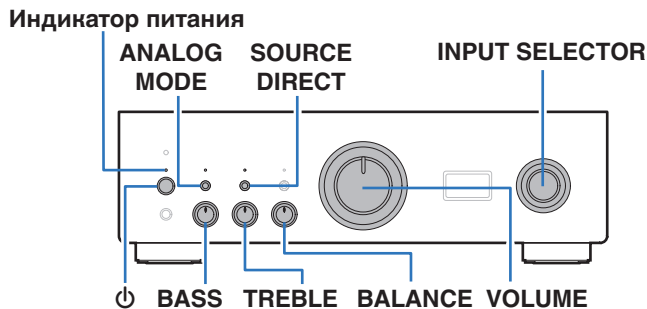 Индикатор питания
ANALOG MODE
SOURCE DIRECT
INPUT SELECTOR
BASS
TREBLE
BALANCE
VOLUME